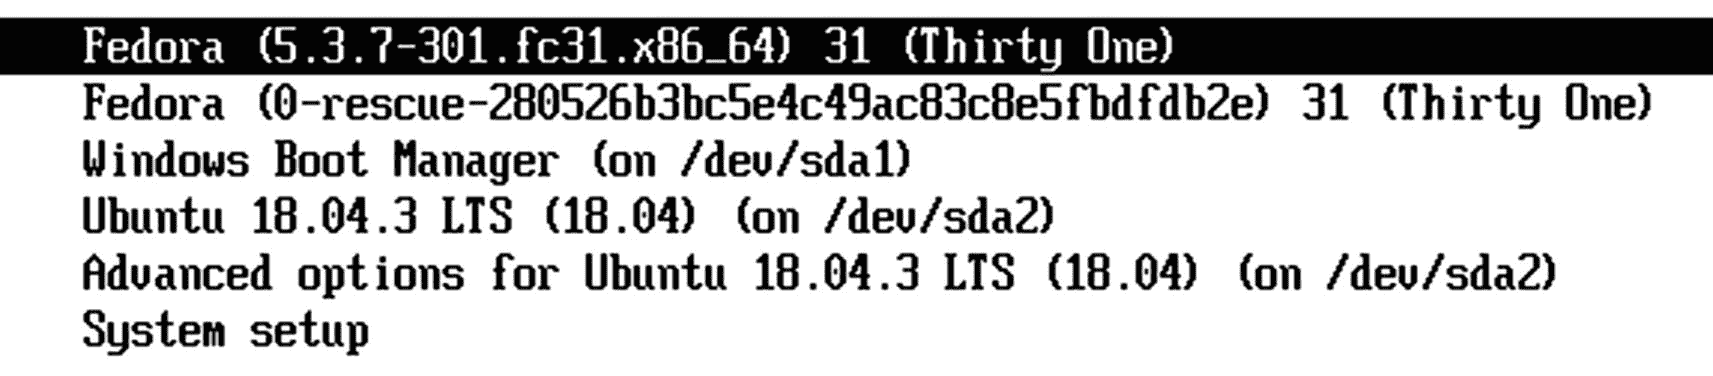 Fedora (5.3.7-301.fc31.x86_64) 31 (Thirty One)
Fedora (0-rescue-280526b3bc5e4c49ac83c8e5fbdfdb2e) 31 (Thirty One)
Windows Boot Manager (on /dev/sda1)
Ubuntu 18.04.3 LTS (18.04) (on /dev/sda2)
Advanced options for Ubuntu 18.04.3 LTS (18.04) (on /dev/sda2)
System setup